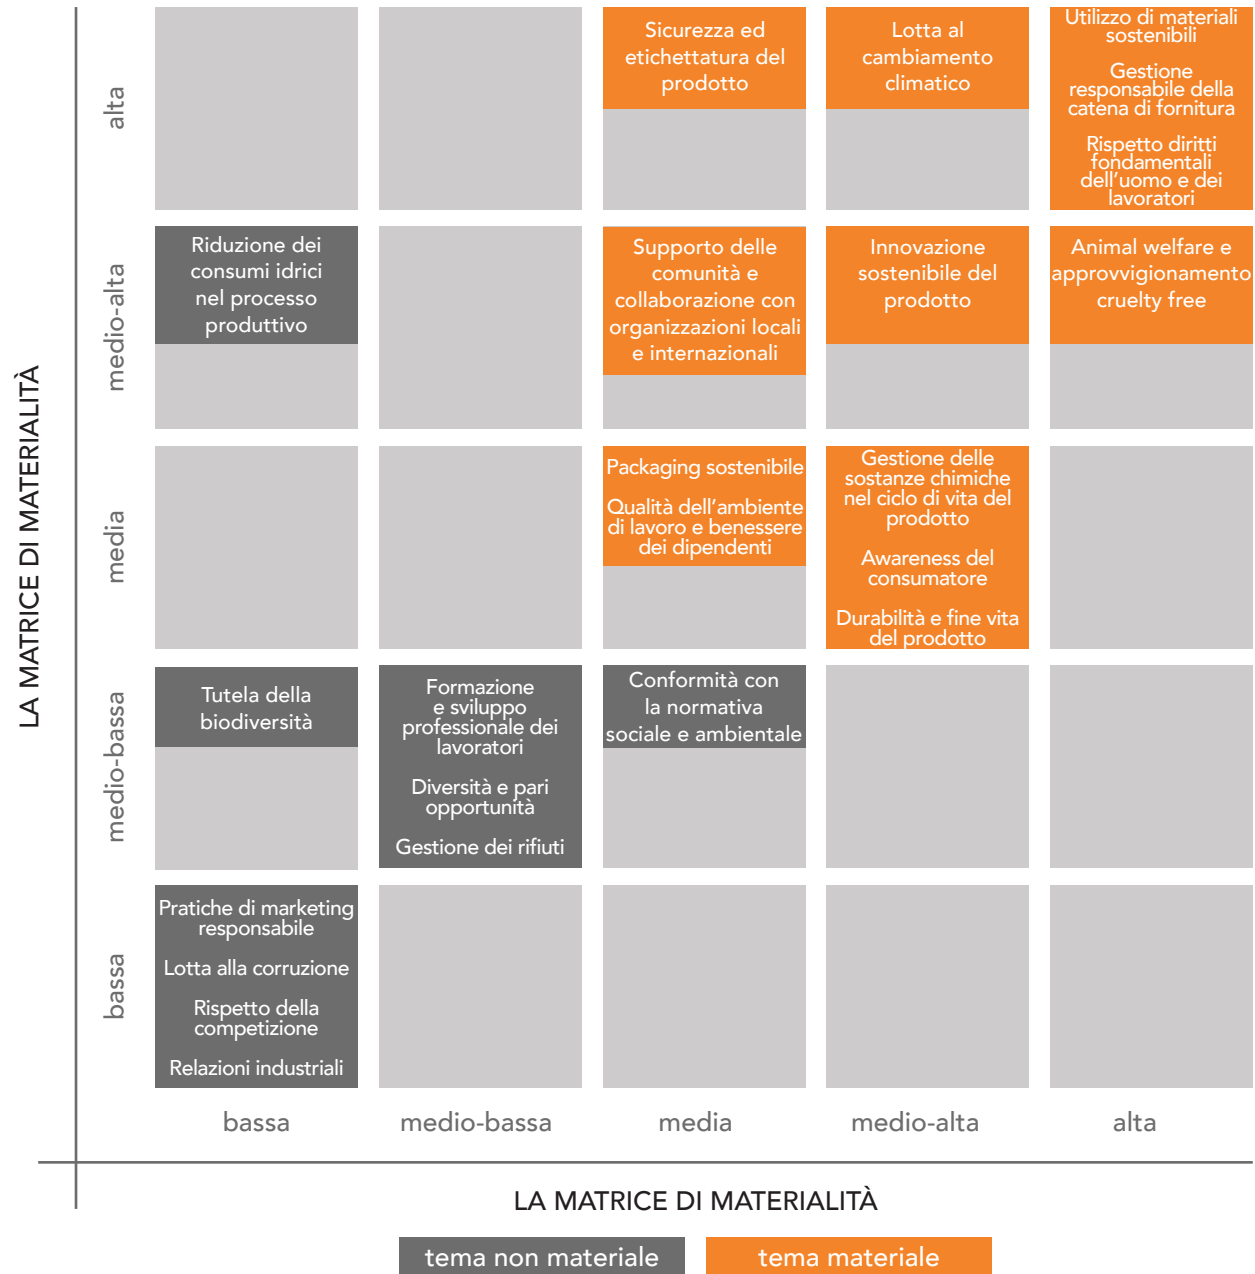 LA MATRICE DI MATERIALITÀ
alta
Sicurezza ed
etichettatura del
prodotto
Lotta al
cambiamento
climatico
Utilizzo di materiali
sostenibili
Gestione
responsabile della
catena di fornitura
Rispetto diritti
fondamentali
dell'uomo e dei
lavoratori
medio-alta
Riduzione dei
consumi idrici
nel processo
produttivo
Supporto delle
comunità e
collaborazione con
organizzazioni locali
e internazionali
Innovazione
sostenibile del
prodotto
Animal welfare e
approvvigionamento
cruelty free
media
Packaging sostenibile
Qualità dell'ambiente
di lavoro e benessere
dei dipendenti
Gestione delle
sostanze chimiche
nel ciclo di vita del
prodotto
Awareness del
consumatore
Durabilità e fine vita
del prodotto
medio-bassa
Tutela della
biodiversità
Formazione
e sviluppo
professionale dei
lavoratori
Diversità e pari
opportunità
Gestione dei rifiuti
Conformità con
la normativa
sociale e ambientale
bassa
Pratiche di marketing
responsabile
Lotta alla corruzione
Rispetto della
competizione
Relazioni industriali
bassa
medio-bassa
media
medio-alta
alta
LA MATRICE DI MATERIALITÀ
tema non materiale
tema materiale